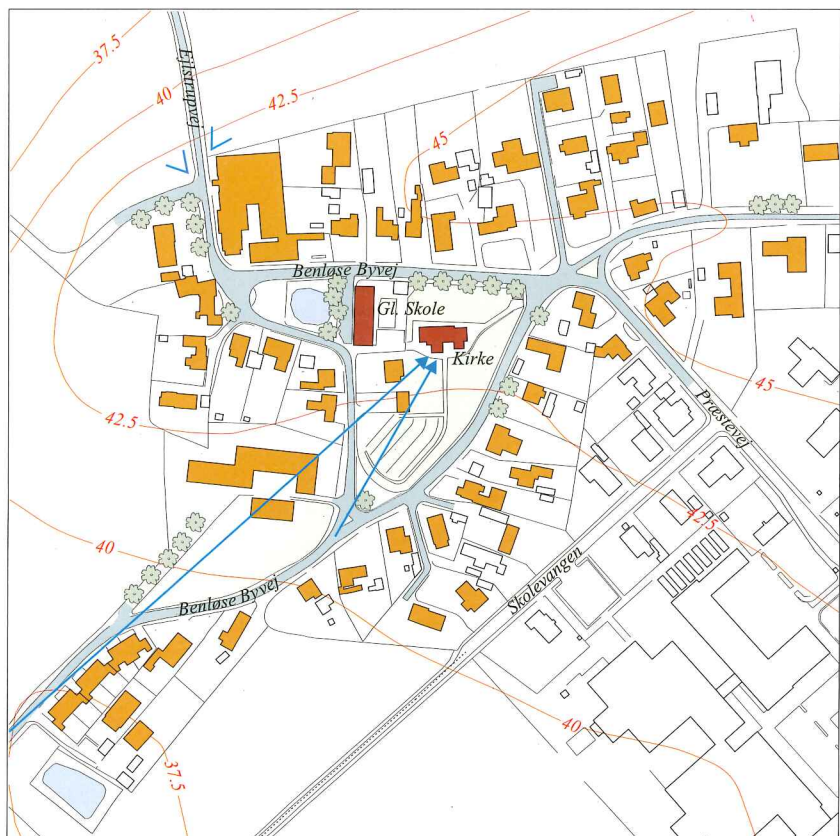 37.5
Ejlstrupvej
40
42.5
45
Benløse Byvej
Gl. Skole
Kirke
45
42.5
Præstevej
42.5
40
Skolevangen
Benløse Byvej
40
37.5